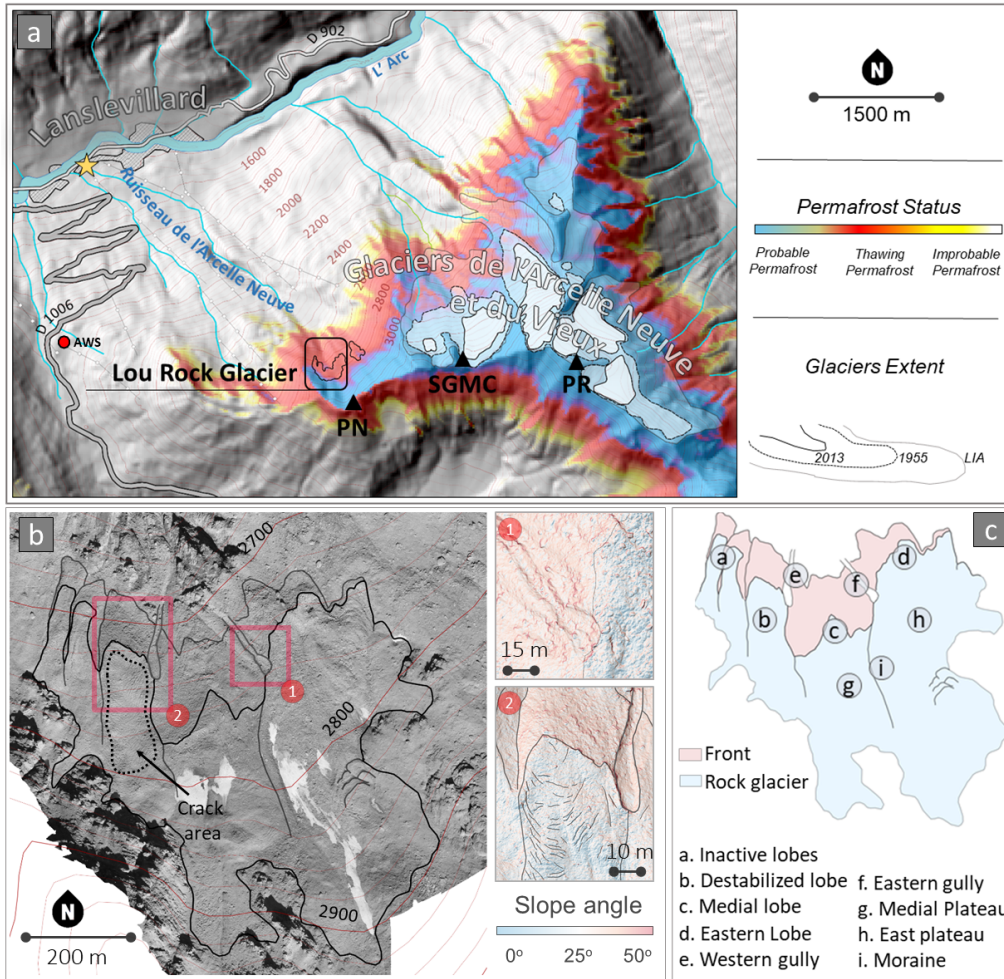 a
D 902
L' Arc
Lanslevillard
Ruisseau de l'Arcelle Neuve
1600
1800
2000
2200
2400
2800
3000
Glaciers de l'Arcelle Neuve
et du Vieux
D 1006
AWS
Lou Rock Glacier
PN
SGMC
PR
N
1500 m
Permafrost Status
Probable Permafrost
Thawing Permafrost
Improbable Permafrost
Glaciers Extent
2013
1955
LIA
b
2700
1
2
2800
Crack
area
2900
N
200 m
1
15 m
2
10 m
Slope angle
0º
25º
50º
c
a
b
c
d
e
f
g
h
i
Front
Rock glacier
a. Inactive lobes
b. Destabilized lobe
c. Medial lobe
d. Eastern Lobe
e. Western gully
f. Eastern gully
g. Medial Plateau
h. East plateau
i. Moraine